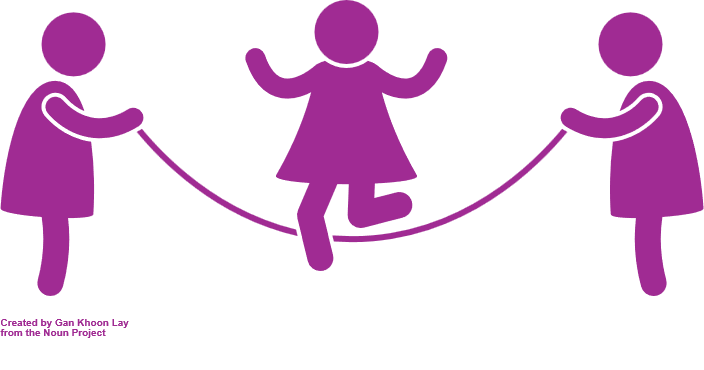 Created by Gan Khoon Lay
from the Noun Project